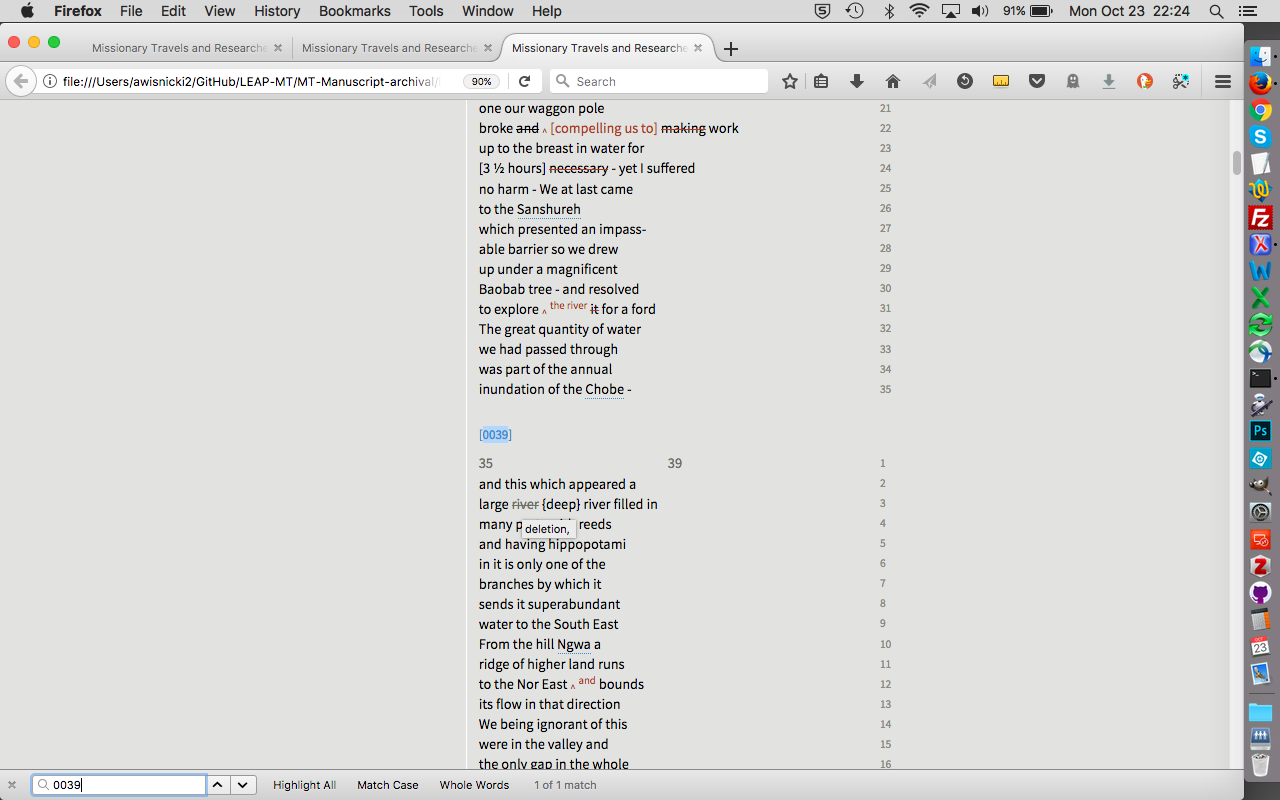 Firefox File Edit View History Bookmarks Tools Window Help 91% Mon Oct 23 22:24
Missionary Travels and Researche Missionary Travels and Researche Missionary Travels and Researche
file:///Users/awisnicki2/GitHub/LEAP-MT/MT-Manuscript-archival/ 90% Search
one our waggon pole 21
broke and ^ [compelling us to] making work 22
up to the breast in water for 23
[3 ½ hours] necessary - yet I suffered 24
no harm - We at last came 25
to the Sanshureh 26
which presented an impass- 27
able barrier so we drew 28
up under a magnificent 29
Baobab tree - and resolved 30
to explore ^ the river it for a ford 31
The great quantity of water 32
we had passed through 33
was part of the annual 34
inundation of the Chobe - 35
[0039]
35 39 1
and this which appeared a 2
large river {deep} river filled in 3
many reeds 4
deletion,
and having hippopotami 5
in it is only one of the 6
branches by which it 7
sends it superabundant 8
water to the South East 9
From the hill Ngwa a 10
ridge of higher land runs 11
to the Nor East ^ and bounds 12
its flow in that direction 13
We being ignorant of this 14
were in the valley and 15
the only gap in the whole 16
0039 Highlight All Match Case Whole Words 1 of 1 match